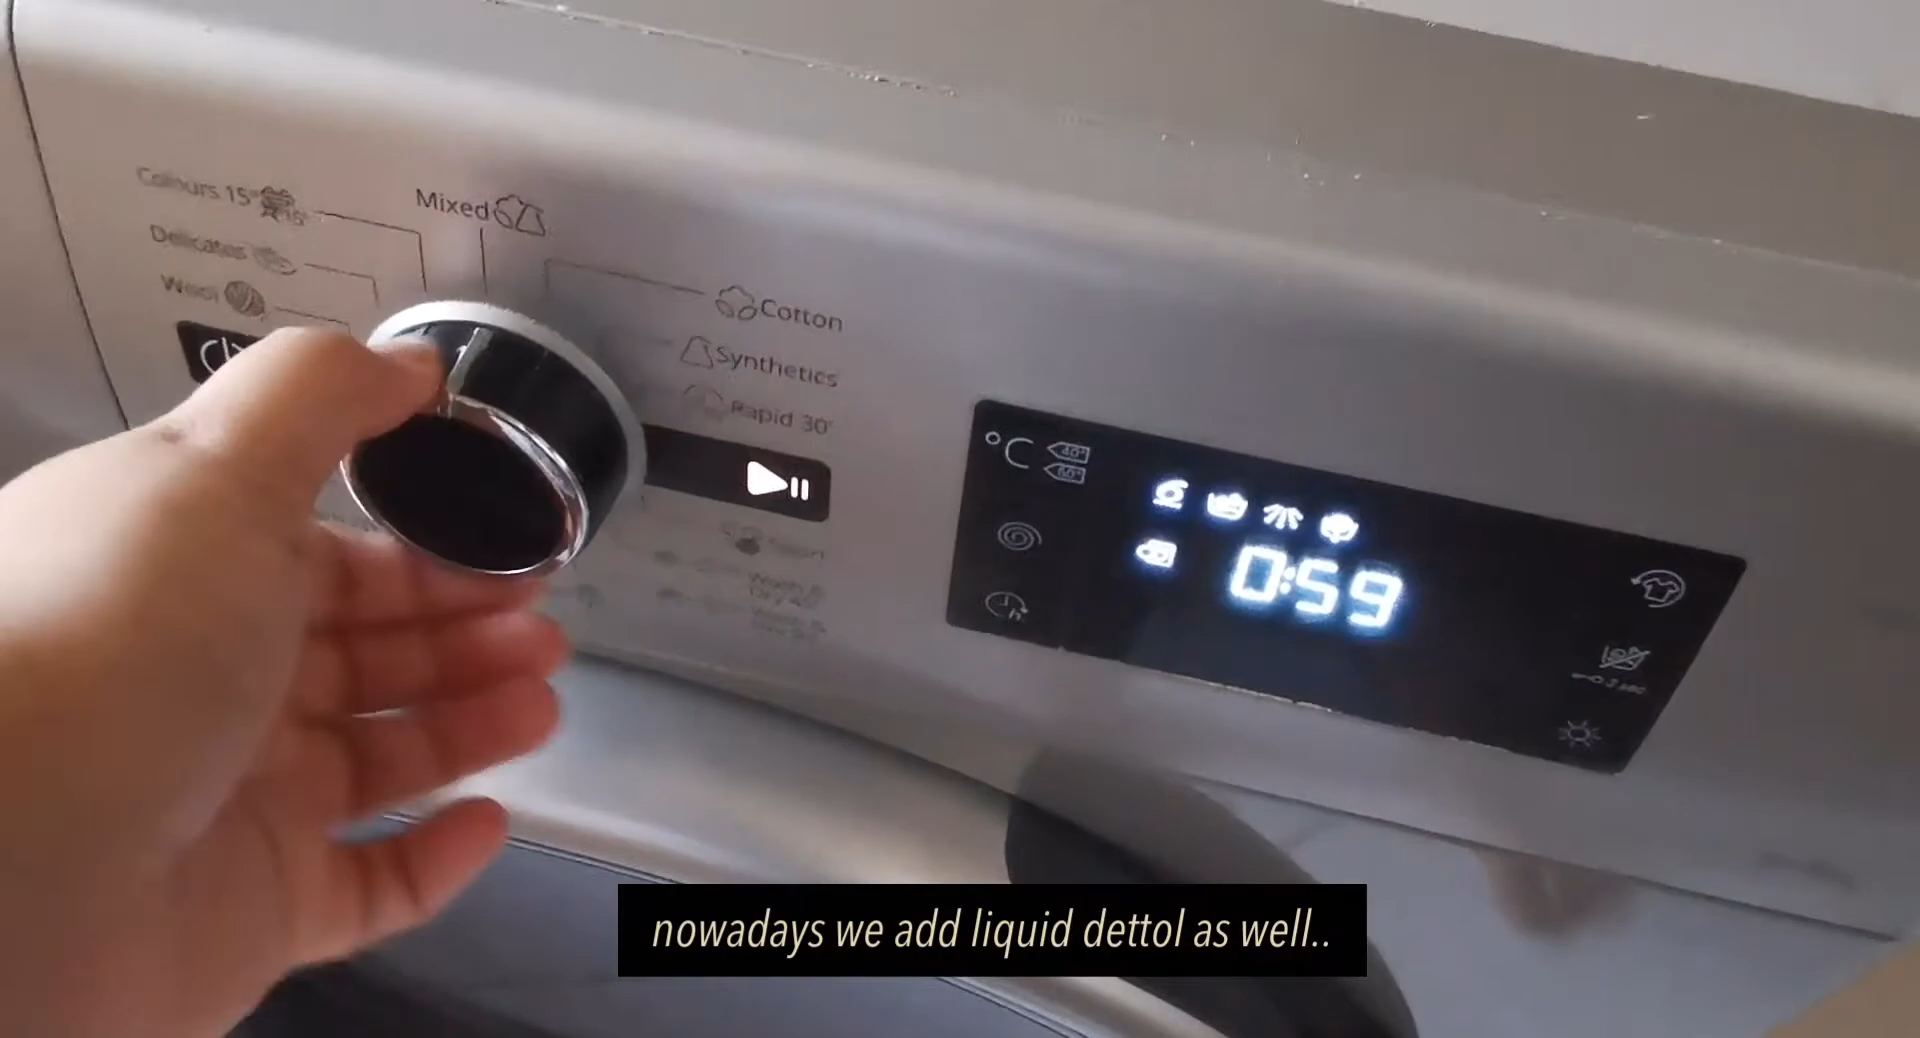 Colours 15°
Mixed
Delicates
Wool
Cotton
Synthetics
Rapid 30'
°C
40°
60°
0:59
nowadays we add liquid dettol as well..